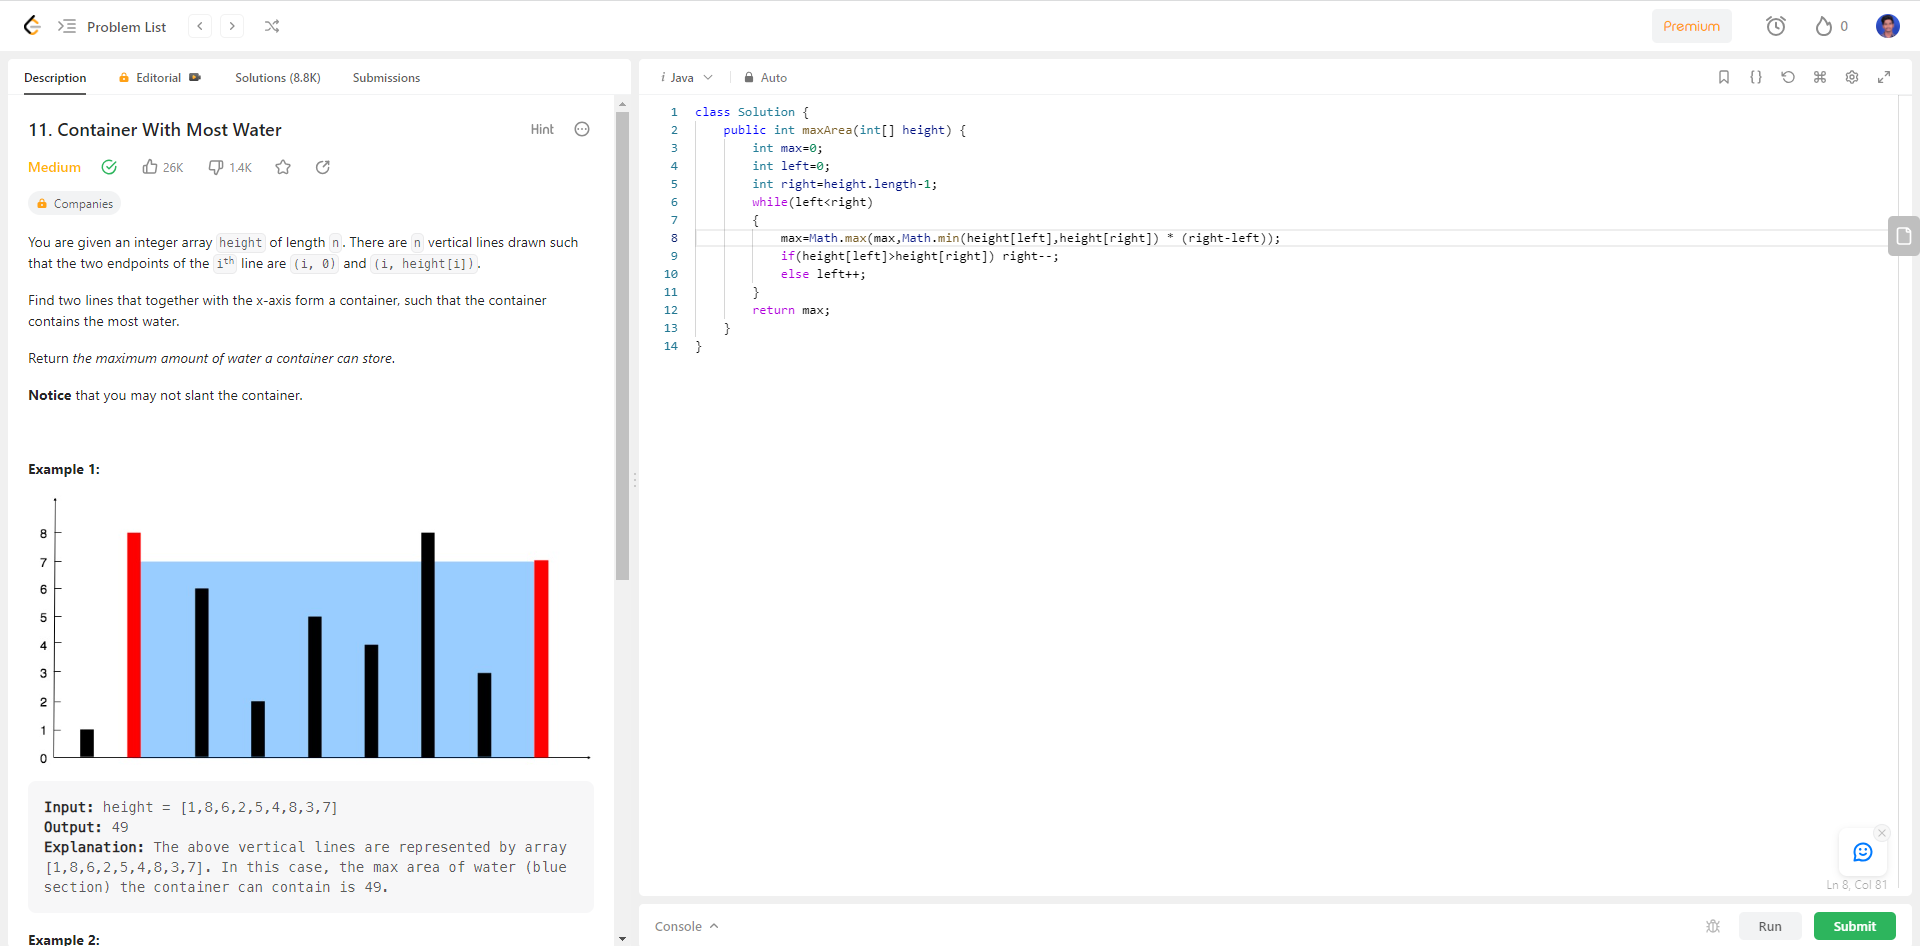 Problem List
Premium
0
Description
Editorial
Solutions (8.8K)
Submissions
11. Container With Most Water
Hint
Medium
26K
1.4K
Companies
You are given an integer array height of length n. There are n vertical lines drawn such
that the two endpoints of the ith line are (i, 0) and (i, height[i]).
Find two lines that together with the x-axis form a container, such that the container
contains the most water.
Return the maximum amount of water a container can store.
Notice that you may not slant the container.
Example 1:
8
7
6
5
4
3
2
1
0
Input: height = [1,8,6,2,5,4,8,3,7]
Output: 49
Explanation: The above vertical lines are represented by array
[1,8,6,2,5,4,8,3,7]. In this case, the max area of water (blue
section) the container can contain is 49.
Example 2:
i Java
Auto
{}
1 class Solution {
2 public int maxArea(int[] height) {
3 int max=0;
4 int left=0;
5 int right=height.length-1;
6 while(left<right)
7 {
8 max=Math.max(max,Math.min(height[left],height[right]) * (right-left));
9 if(height[left]>height[right]) right--;
10 else left++;
11 }
12 return max;
13 }
14 }
Ln 8, Col 81
Console
Run
Submit